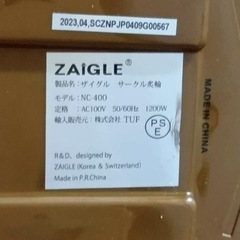 2023,04,SCZNPJP0409G00567
ZAIGLE®
製品名：ザイグル サークル炙輪
モデル：NC-400
定格：AC100V 50/60Hz 1200W
輸入販売元：株式会社 TUF
PSE
R&D, designed by
ZAIGLE(Korea & Switzerland)
Made in P.R.China
MADE IN CHINA